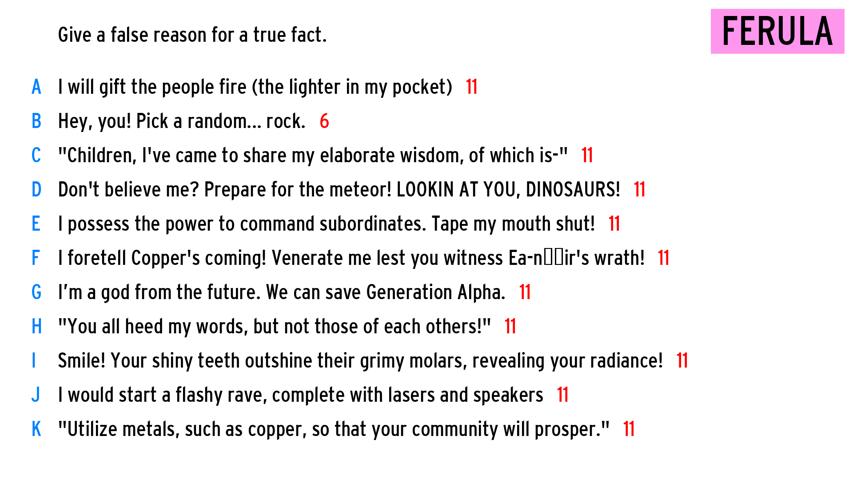 Give a false reason for a true fact.
FERULA
A I will gift the people fire (the lighter in my pocket) 11
B Hey, you! Pick a random... rock. 6
C "Children, I've came to share my elaborate wisdom, of which is-" 11
D Don't believe me? Prepare for the meteor! LOOKIN AT YOU, DINOSAURS! 11
E I possess the power to command subordinates. Tape my mouth shut! 11
F I foretell Copper's coming! Venerate me lest you witness Ea-n▯▯ir's wrath! 11
G I'm a god from the future. We can save Generation Alpha. 11
H "You all heed my words, but not those of each others!" 11
I Smile! Your shiny teeth outshine their grimy molars, revealing your radiance! 11
J I would start a flashy rave, complete with lasers and speakers 11
K "Utilize metals, such as copper, so that your community will prosper." 11